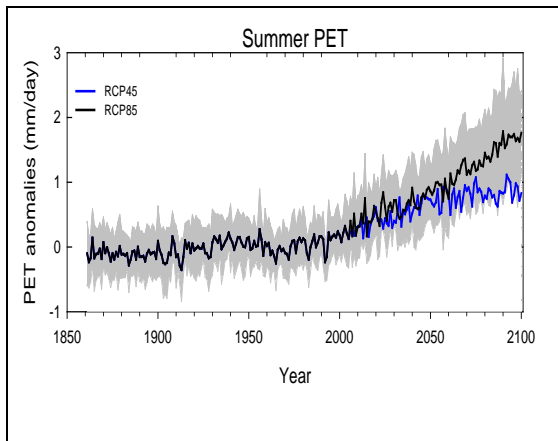 Summer PET
3
2
1
0
-1
PET anomalies (mm/day)
RCP45
RCP85
1850 1900 1950 2000 2050 2100
Year